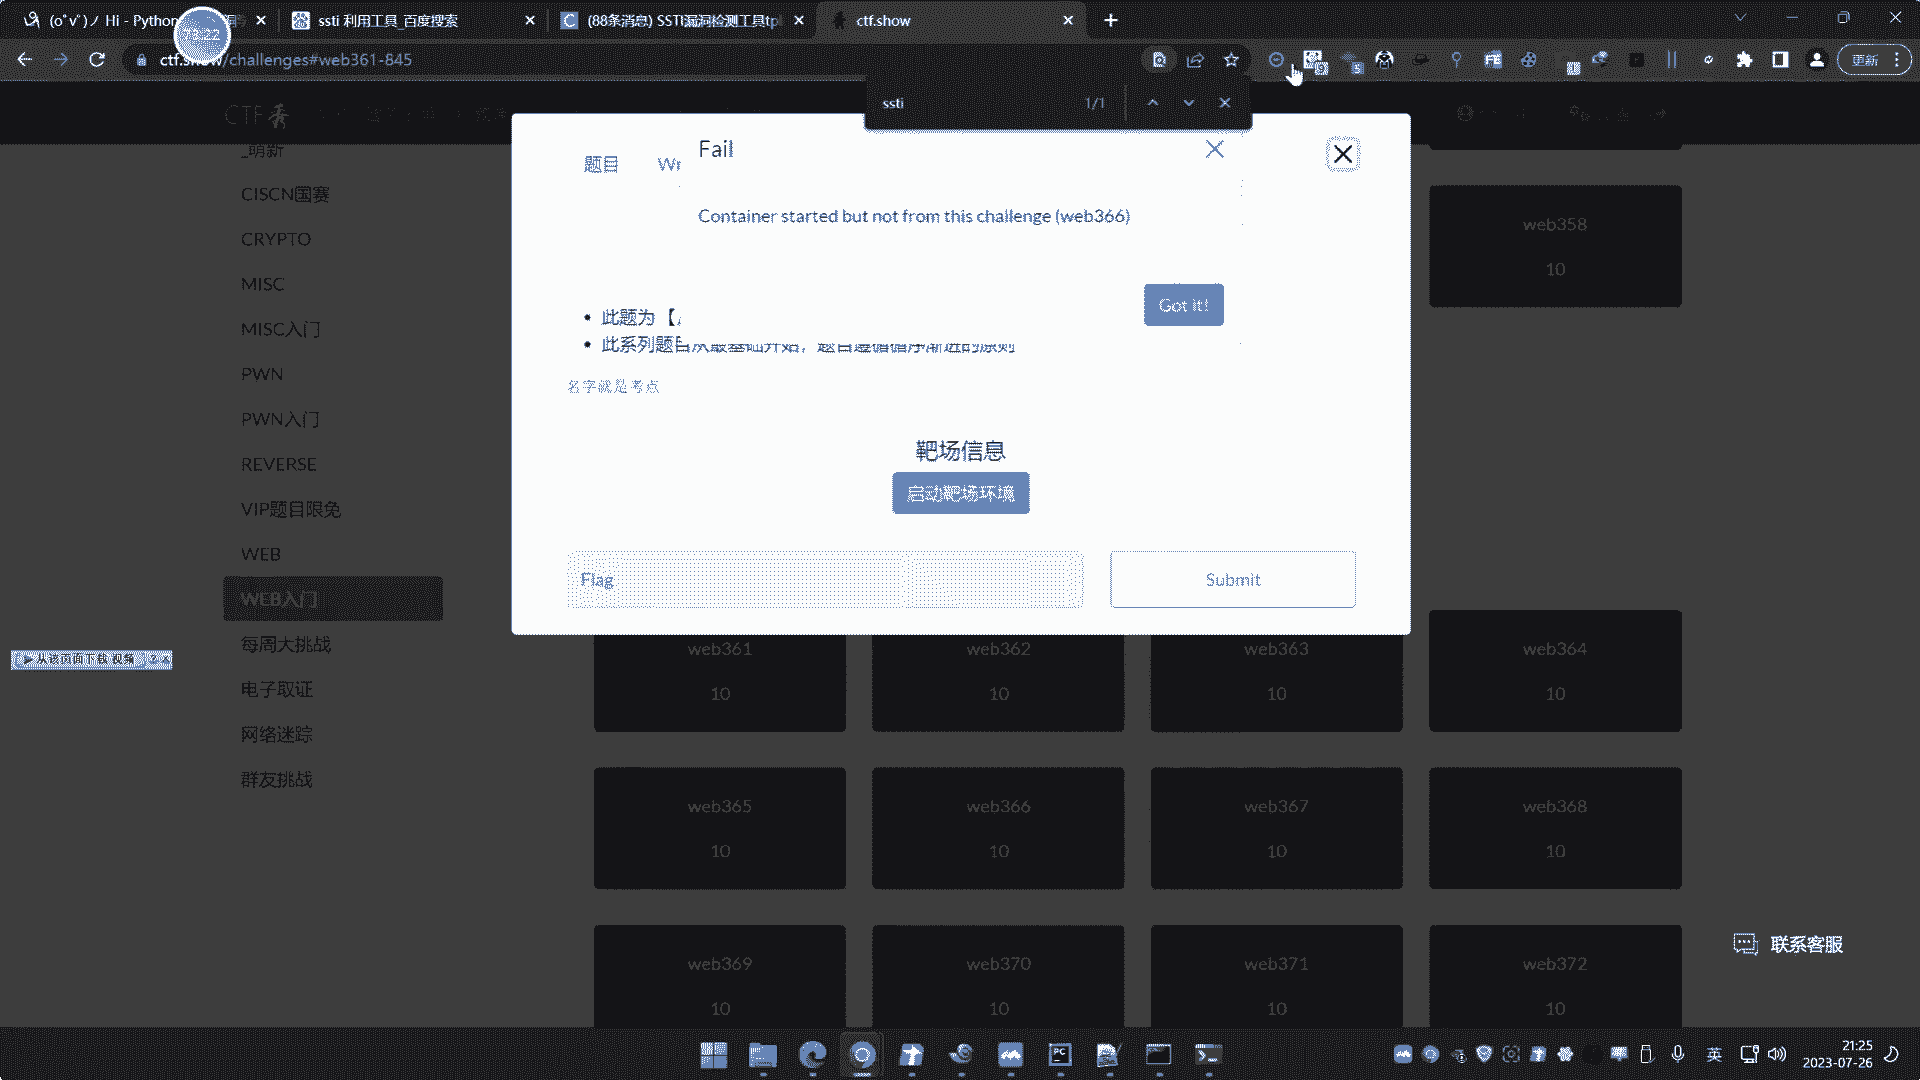 (o゚v゚)ノ Hi - Python
ssti 利用工具_百度搜索
(88条消息) SSTI漏洞检测工具tpl
ctf.show
ctf.show/challenges#web361-845
更新
ssti
1/1
CTF秀
_萌新
CISCN国赛
CRYPTO
MISC
MISC入门
PWN
PWN入门
REVERSE
VIP题目限免
WEB
WEB入门
每周大挑战
电子取证
网络迷踪
群友挑战
题目
Wr
Fail
Container started but not from this challenge (web366)
Got it!
此题为 【
此系列题目从最基础开始，题目遵循循序渐进的原则
名字就是考点
靶场信息
启动靶场环境
Flag
Submit
web358
10
web361
10
web362
10
web363
10
web364
10
web365
10
web366
10
web367
10
web368
10
web369
10
web370
10
web371
10
web372
10
从该页面下载视频
联系客服
英
21:25
2023-07-26